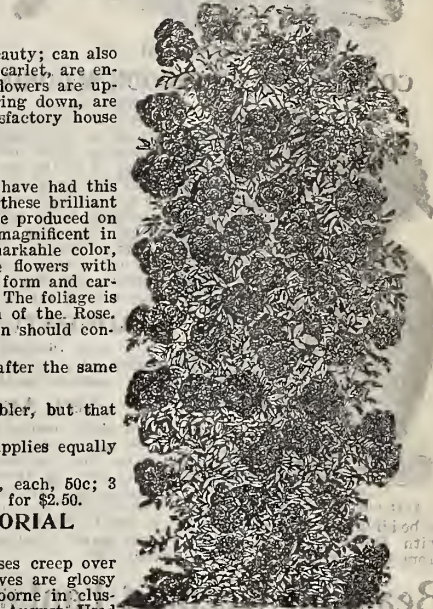 eauty; can also
carlet, are en-
lowers are up-
ring down, are
sfactory house
have had this
these brilliant
e produced on
magnificent in
markable color,
e flowers with
form and car-
The foliage is
n of the Rose.
n should con-
after the same
bler, but that
pplies equally
, each, 50c; 3
for $2.50.
ORIAL
ses creep over
ves are glossy
borne in clus-